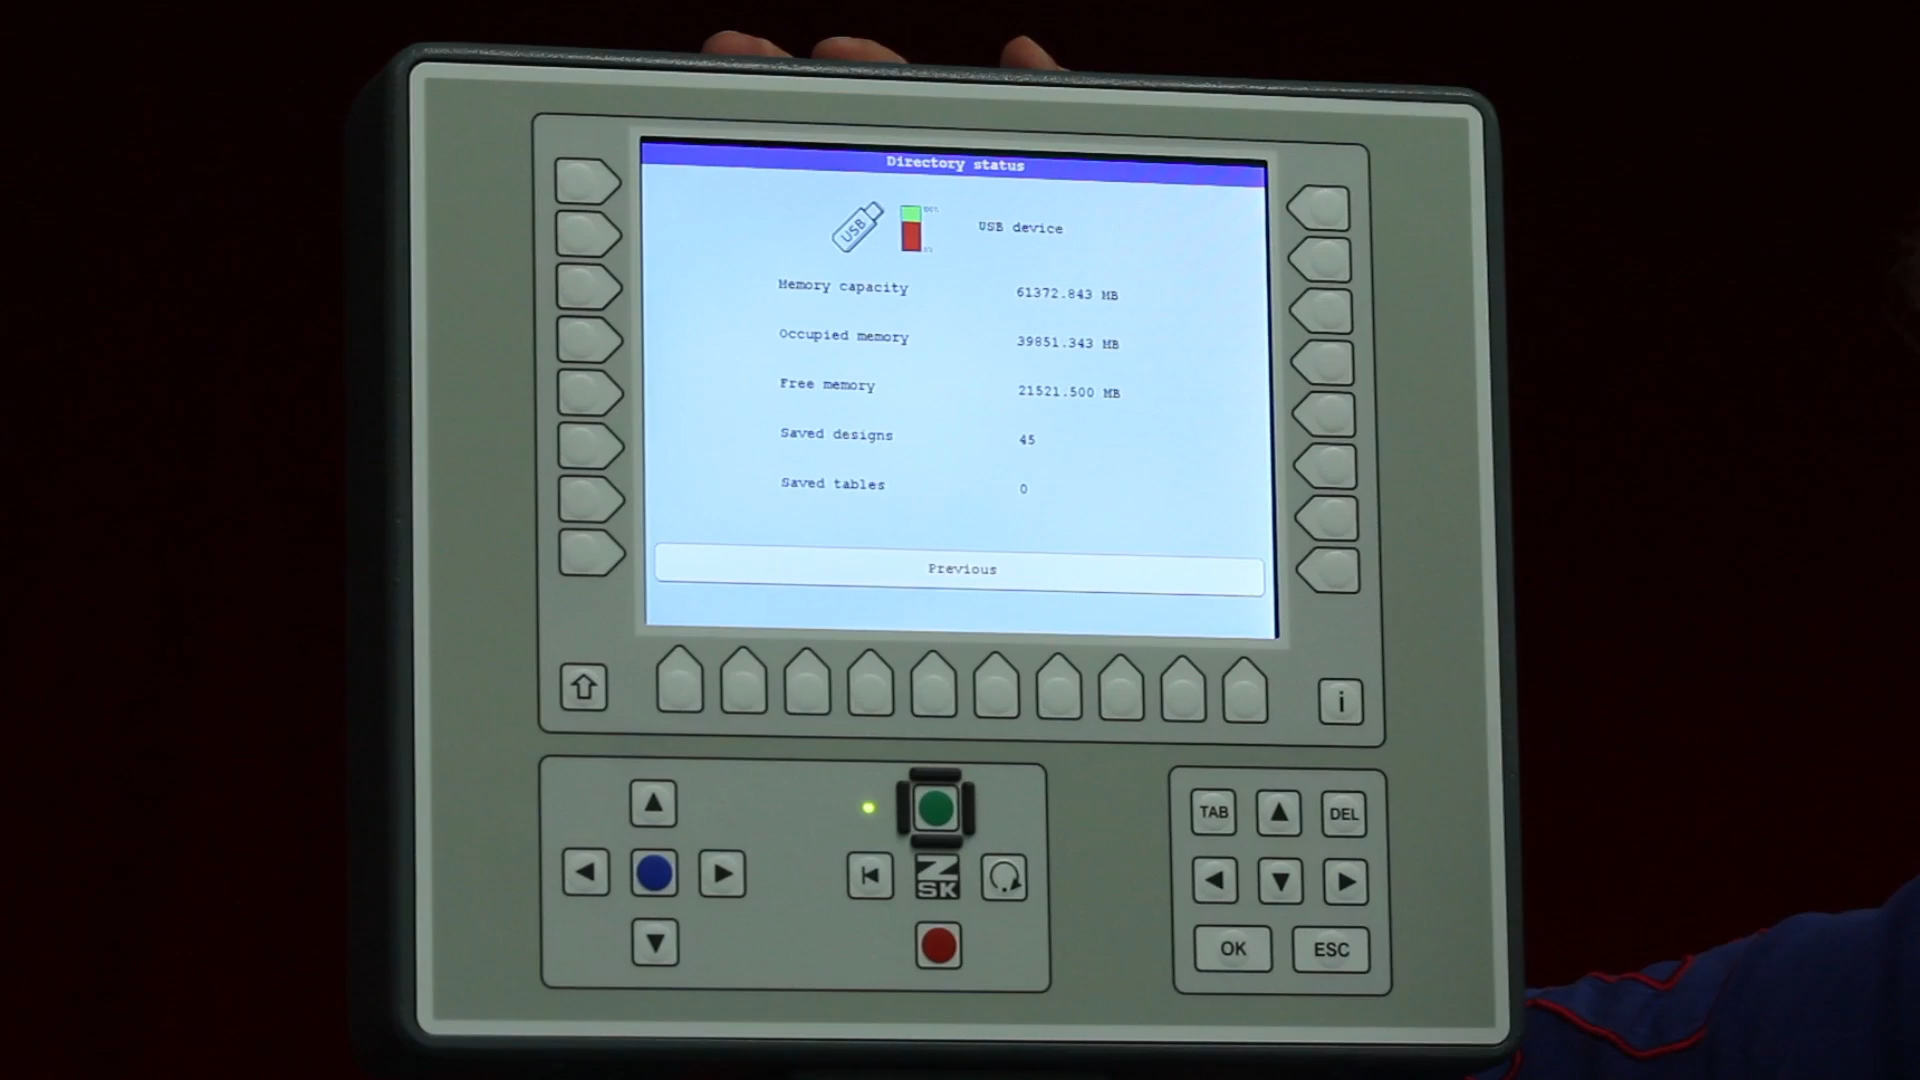 Directory status
USB
USB device
Memory capacity 61372.843 MB
Occupied memory 39851.343 MB
Free memory 21521.500 MB
Saved designs 45
Saved tables 0
Previous
i
TAB
DEL
ZSK
OK
ESC